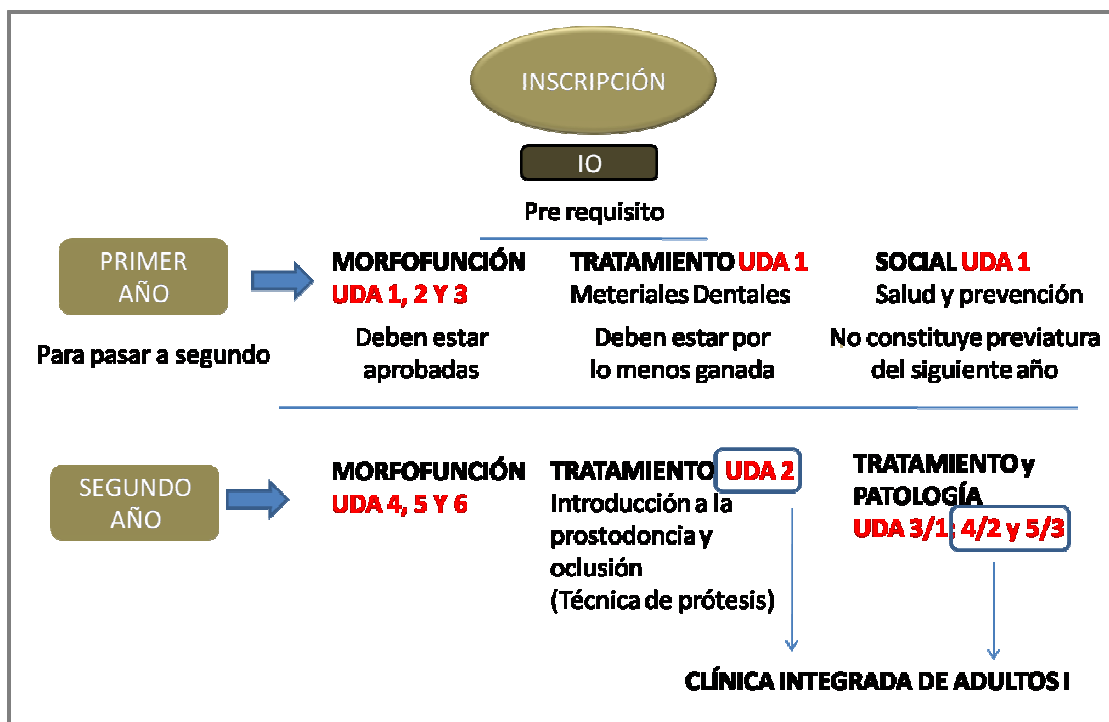 INSCRIPCIÓN
IO
Pre requisito
PRIMER
AÑO
Para pasar a segundo
MORFOFUNCIÓN
UDA 1, 2 Y 3
Deben estar
aprobadas
TRATAMIENTO UDA 1
Meteriales Dentales
Deben estar por
lo menos ganada
SOCIAL UDA 1
Salud y prevención
No constituye previatura
del siguiente año
SEGUNDO
AÑO
MORFOFUNCIÓN
UDA 4, 5 Y 6
TRATAMIENTO UDA 2
Introducción a la
prostodoncia y
oclusión
(Técnica de prótesis)
TRATAMIENTO y
PATOLOGÍA
UDA 3/1; 4/2 y 5/3
CLÍNICA INTEGRADA DE ADULTOS I